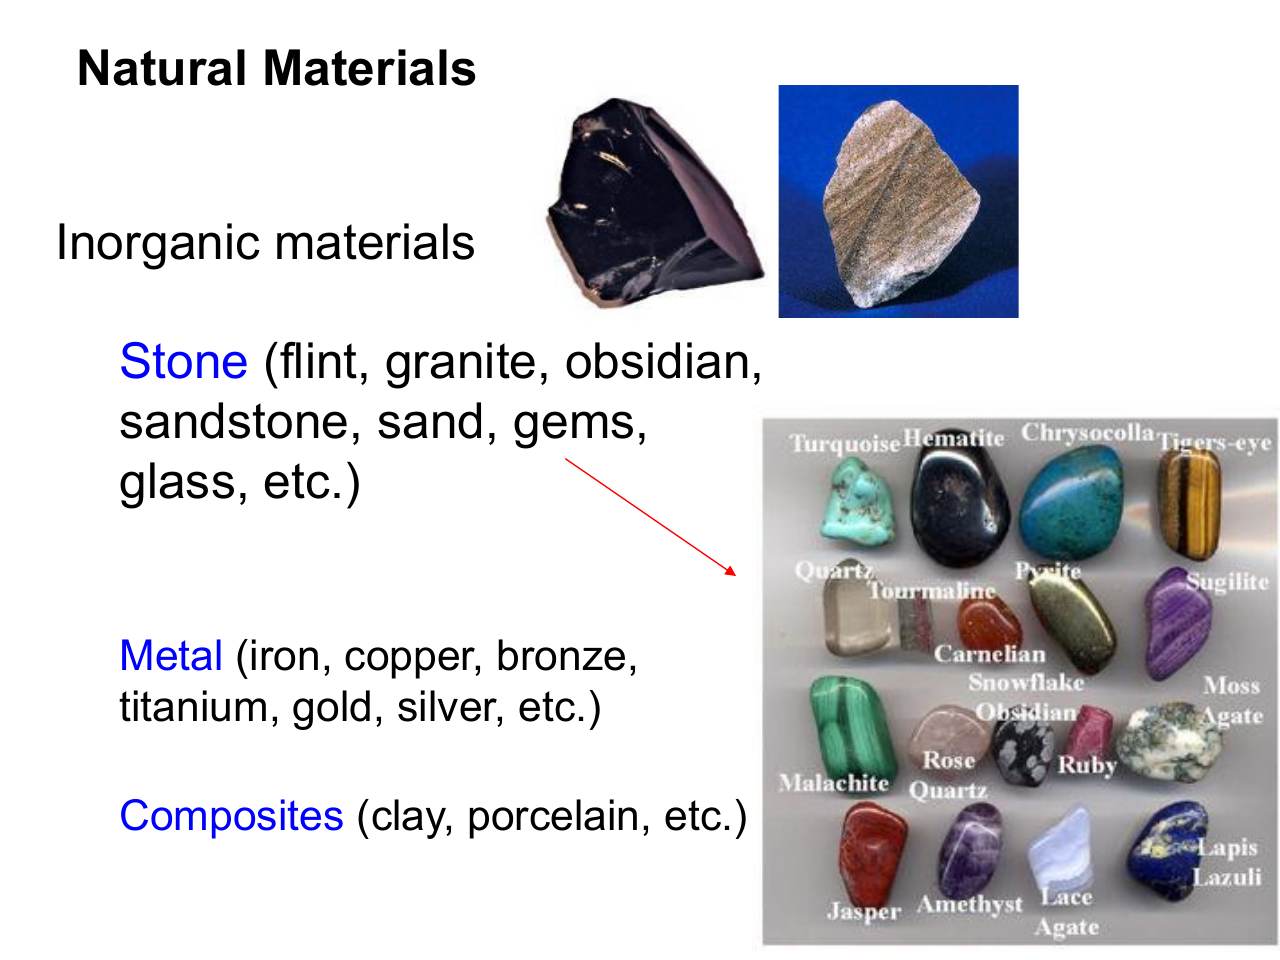 Natural Materials
Inorganic materials
Stone (flint, granite, obsidian,
sandstone, sand, gems,
glass, etc.)
Metal (iron, copper, bronze,
titanium, gold, silver, etc.)
Composites (clay, porcelain, etc.)
Turquoise Hematite Chrysocolla Tigers-eye
Quartz Pyrite Sugilite
Tourmaline
Carnelian
Snowflake
Obsidian
Moss
Agate
Malachite
Rose
Quartz
Ruby
Jasper Amethyst
Lace
Agate
Lapis
Lazuli